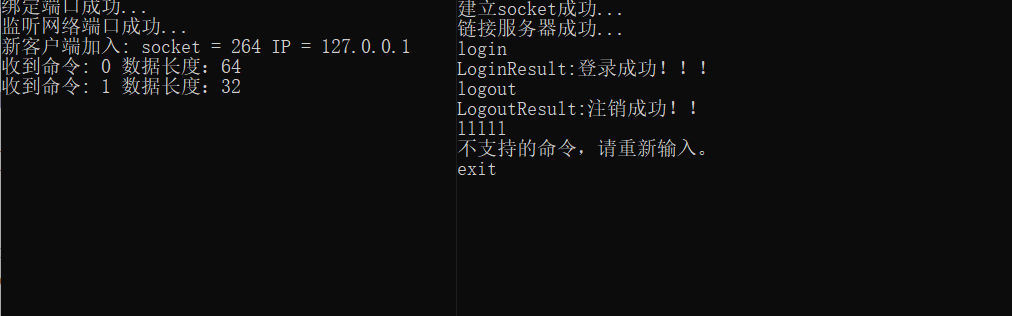 绑定端口成功...
监听网络端口成功...
新客户端加入: socket = 264 IP = 127.0.0.1
收到命令: 0 数据长度：64
收到命令: 1 数据长度：32
建立socket成功...
链接服务器成功...
login
LoginResult:登录成功！！！
logout
LogoutResult:注销成功！！
lllll
不支持的命令，请重新输入。
exit